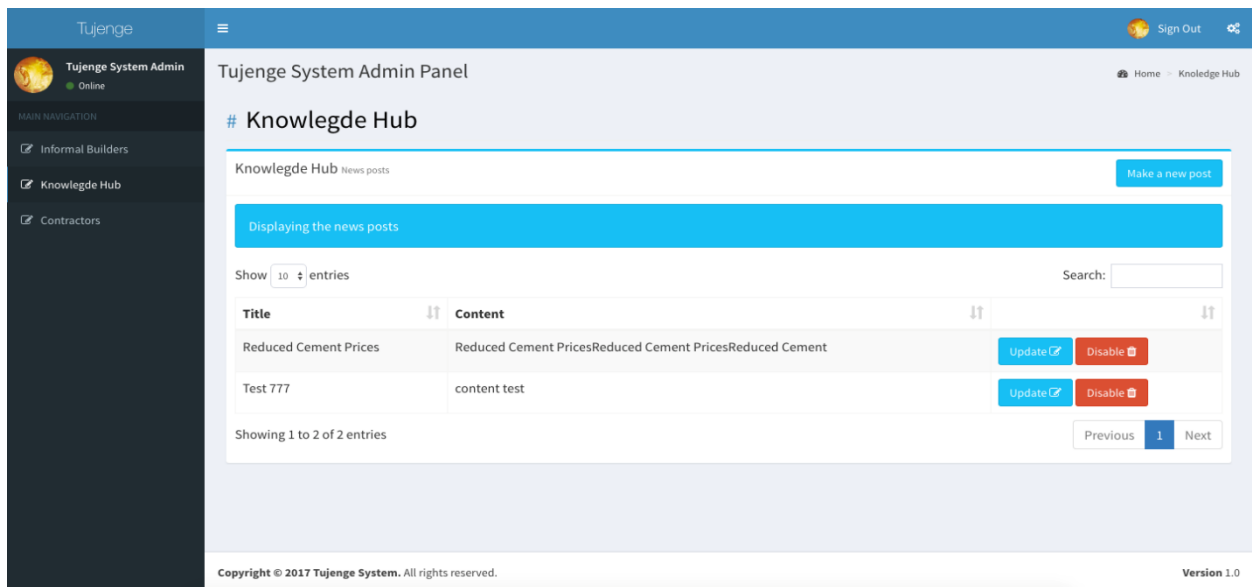 Tujenge
Sign Out
Tujenge System Admin
Online
Tujenge System Admin Panel
Home > Knoledge Hub
MAIN NAVIGATION
Informal Builders
Knowlegde Hub
Contractors
# Knowlegde Hub
Knowlegde Hub News posts
Make a new post
Displaying the news posts
Show 10 entries
Search:
Title Content
Reduced Cement Prices Reduced Cement PricesReduced Cement PricesReduced Cement Update Disable
Test 777 content test Update Disable
Showing 1 to 2 of 2 entries
Previous 1 Next
Copyright © 2017 Tujenge System. All rights reserved.
Version 1.0